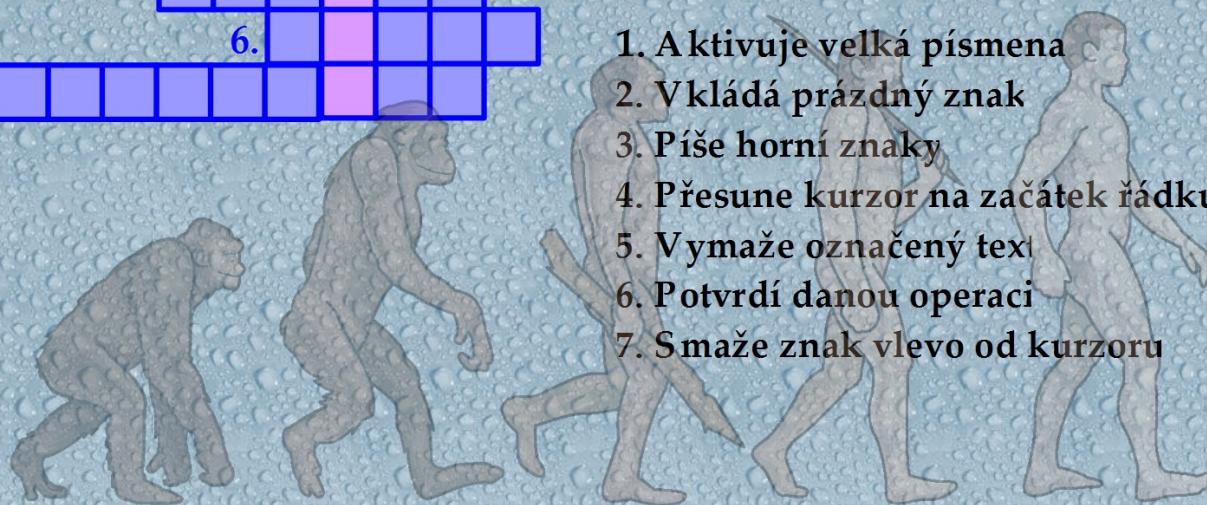 6.
1. Aktivuje velká písmena
2. Vkládá prázdný znak
3. Píše horní znaky
4. Přesune kurzor na začátek řádku
5. Vymaže označený text
6. Potvrdí danou operaci
7. Smaže znak vlevo od kurzoru